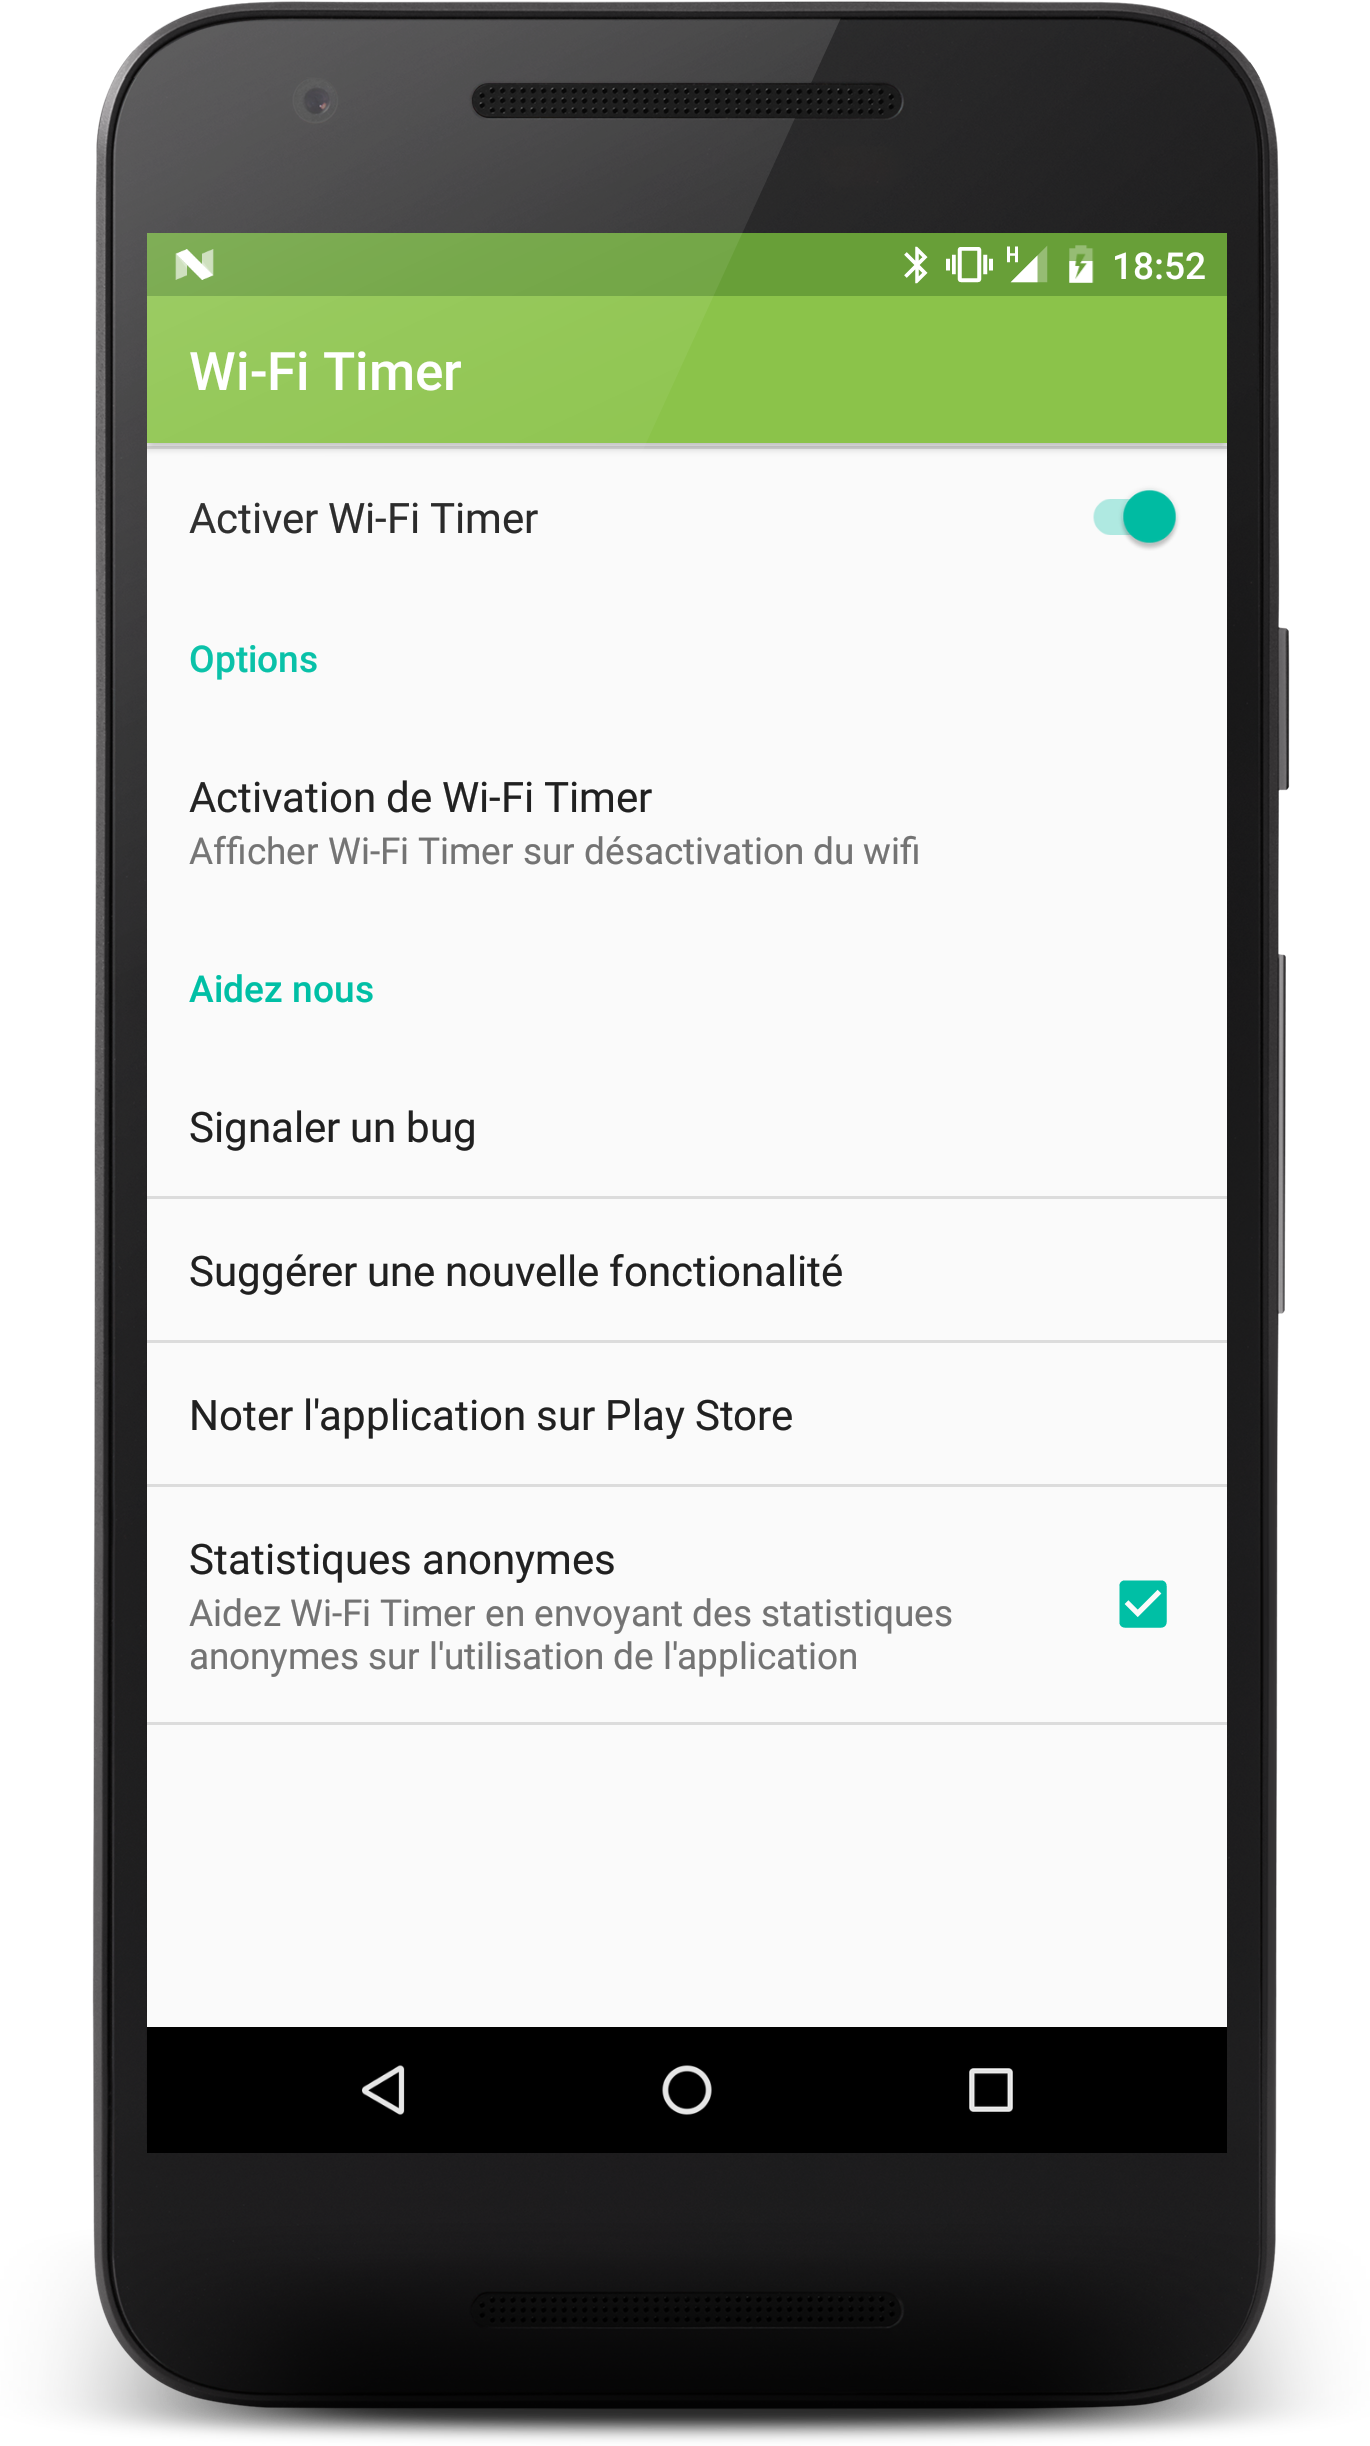 H 18:52
Wi-Fi Timer
Activer Wi-Fi Timer
Options
Activation de Wi-Fi Timer
Afficher Wi-Fi Timer sur désactivation du wifi
Aidez nous
Signaler un bug
Suggérer une nouvelle fonctionalité
Noter l'application sur Play Store
Statistiques anonymes
Aidez Wi-Fi Timer en envoyant des statistiques
anonymes sur l'utilisation de l'application